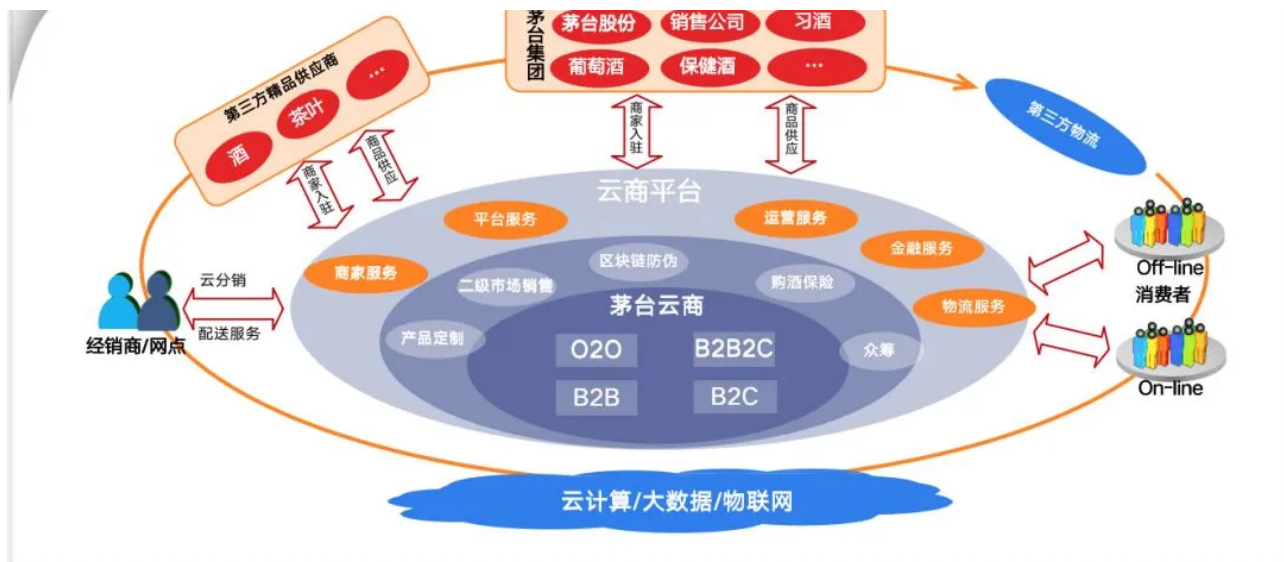 茅台集团
茅台股份
销售公司
习酒
葡萄酒
保健酒
...
第三方精品供应商
酒
茶叶
...
第三方物流
商家入驻
商品供应
商家入驻
商品供应
云商平台
平台服务
运营服务
商家服务
金融服务
物流服务
区块链防伪
二级市场销售
购酒保险
产品定制
众筹
茅台云商
O2O
B2B2C
B2B
B2C
云分销
配送服务
经销商/网点
Off-line
消费者
On-line
云计算/大数据/物联网